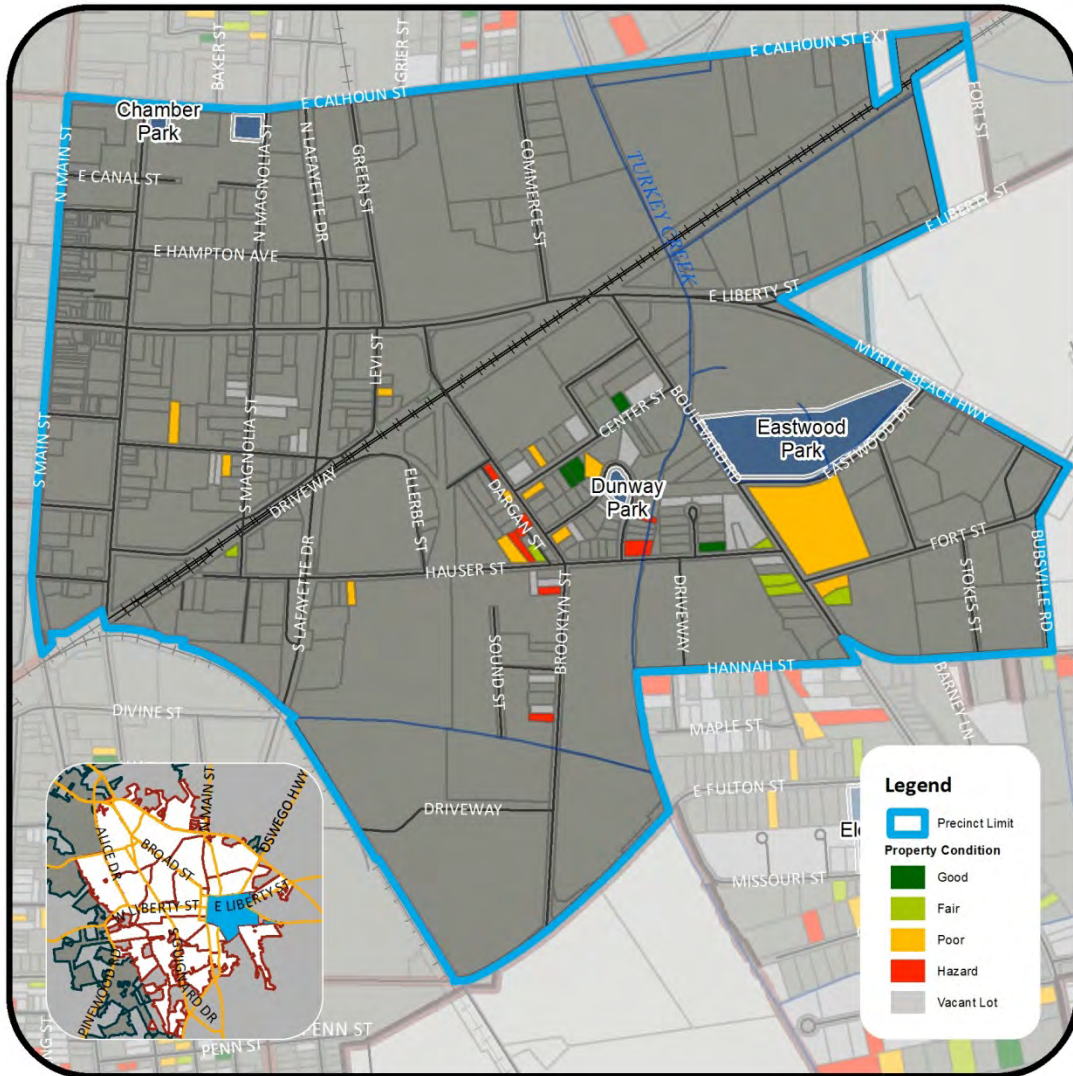 BAKER ST
GRIER ST
E CALHOUN ST EXT
E CALHOUN ST
Chamber
Park
N MAIN ST
E CANAL ST
N MAGNOLIA ST
N LAFAYETTE DR
GREEN ST
COMMERCE ST
TURKEY CREEK
FORT ST
E LIBERTY ST
E HAMPTON AVE
E LIBERTY ST
LEVI ST
MYRTLE BEACH HWY
S MAIN ST
S MAGNOLIA ST
DRIVEWAY
ELLERBE ST
CENTER ST
BOULEVARD RD
Eastwood
Park
EASTWOOD DR
DARGAN ST
Dunway
Park
HAUSER ST
S LAFAYETTE DR
SOUND ST
BROOKLYN ST
DRIVEWAY
FORT ST
STOKES ST
BUBSVILLE RD
HANNAH ST
BARNEY LN
DIVINE ST
MAPLE ST
E FULTON ST
DRIVEWAY
MISSOURI ST
Legend
Precinct Limit
Property Condition
Good
Fair
Poor
Hazard
Vacant Lot
N MAIN ST
OSWEGO HWY
ALICE DR
BROAD ST
W LIBERTY ST
E LIBERTY ST
S GUIGNARD DR
PINEWOOD RD
PENN ST
PENN ST